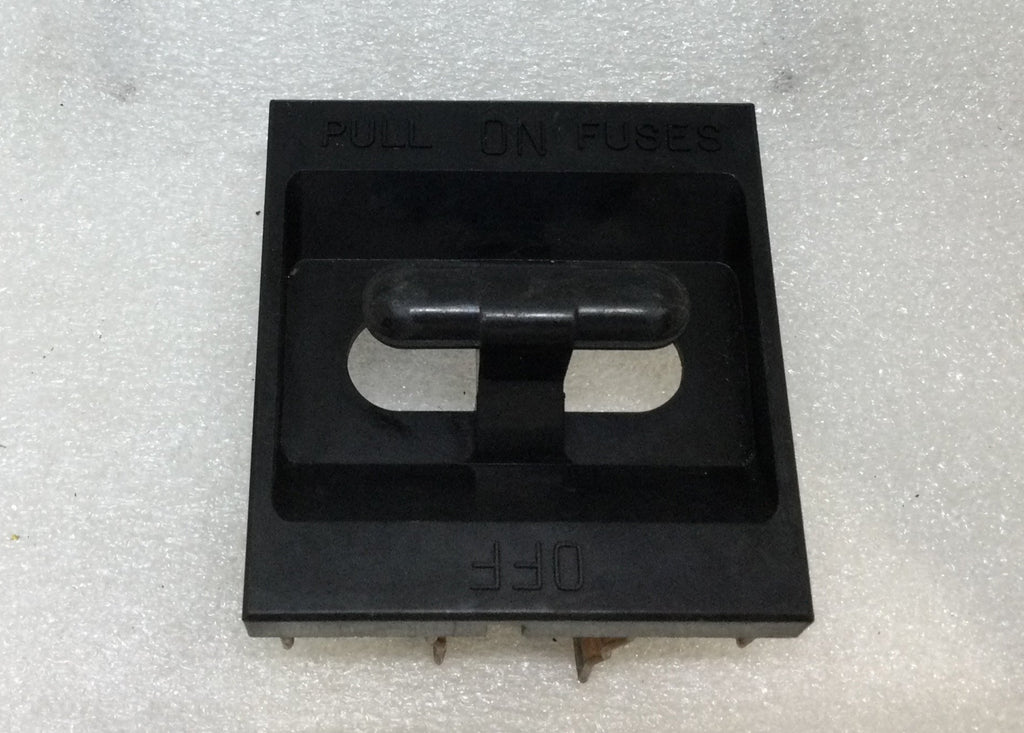 PULL ON FUSES
OFF